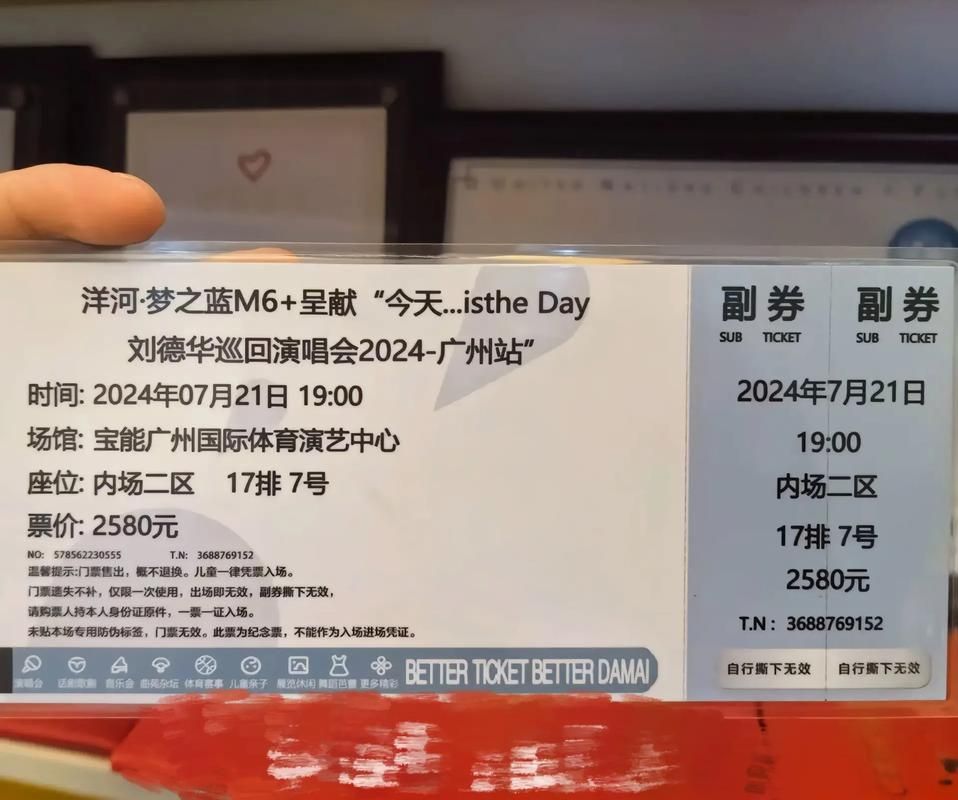 洋河·梦之蓝M6+呈献“今天...isthe Day
刘德华巡回演唱会2024-广州站”
时间: 2024年07月21日 19:00
场馆: 宝能广州国际体育演艺中心
座位: 内场二区 17排 7号
票价: 2580元
NO: 578562230555 T.N: 3688769152
温馨提示:门票售出，概不退换。儿童一律凭票入场。
门票遗失不补，仅限一次使用，出场即无效，副券撕下无效，
请购票人持本人身份证原件，一票一证入场。
未贴本场专用防伪标签，门票无效。此票为纪念票，不能作为入场进场凭证。
演唱会 话剧歌剧 音乐会 曲苑杂坛 体育赛事 儿童亲子 展览休闲 舞蹈芭蕾 更多精彩
BETTER TICKET BETTER DAMAI
副券 副券
SUB TICKET SUB TICKET
2024年7月21日
19:00
内场二区
17排 7号
2580元
T.N : 3688769152
自行撕下无效 自行撕下无效